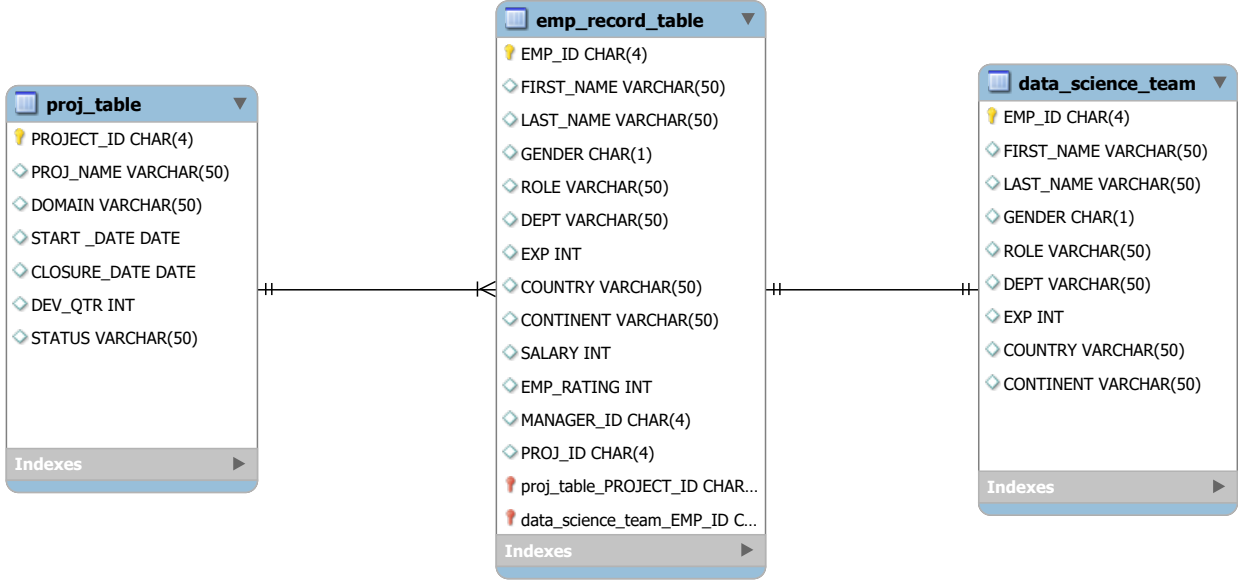 proj_table
PROJECT_ID CHAR(4)
PROJ_NAME VARCHAR(50)
DOMAIN VARCHAR(50)
START _DATE DATE
CLOSURE_DATE DATE
DEV_QTR INT
STATUS VARCHAR(50)
Indexes
emp_record_table
EMP_ID CHAR(4)
FIRST_NAME VARCHAR(50)
LAST_NAME VARCHAR(50)
GENDER CHAR(1)
ROLE VARCHAR(50)
DEPT VARCHAR(50)
EXP INT
COUNTRY VARCHAR(50)
CONTINENT VARCHAR(50)
SALARY INT
EMP_RATING INT
MANAGER_ID CHAR(4)
PROJ_ID CHAR(4)
proj_table_PROJECT_ID CHAR...
data_science_team_EMP_ID C...
Indexes
data_science_team
EMP_ID CHAR(4)
FIRST_NAME VARCHAR(50)
LAST_NAME VARCHAR(50)
GENDER CHAR(1)
ROLE VARCHAR(50)
DEPT VARCHAR(50)
EXP INT
COUNTRY VARCHAR(50)
CONTINENT VARCHAR(50)
Indexes